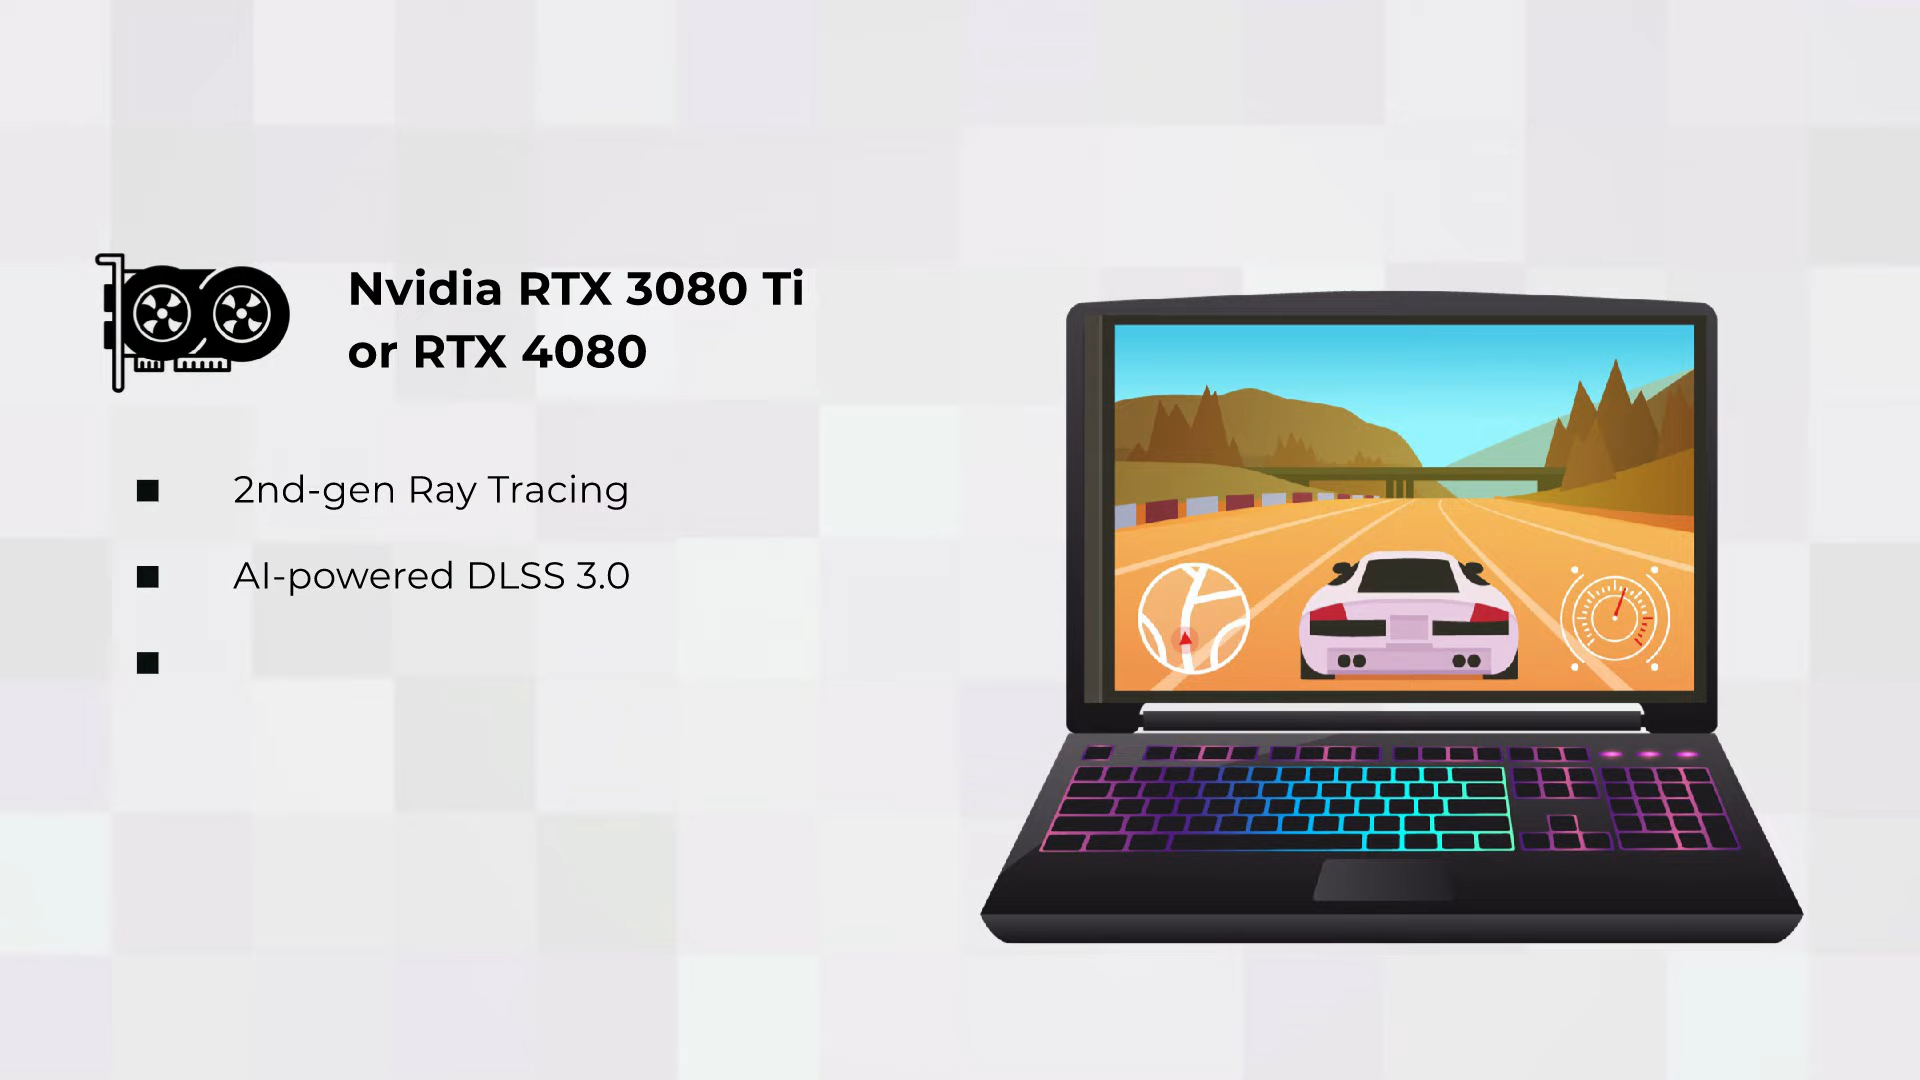 Nvidia RTX 3080 Ti
or RTX 4080
2nd-gen Ray Tracing
AI-powered DLSS 3.0